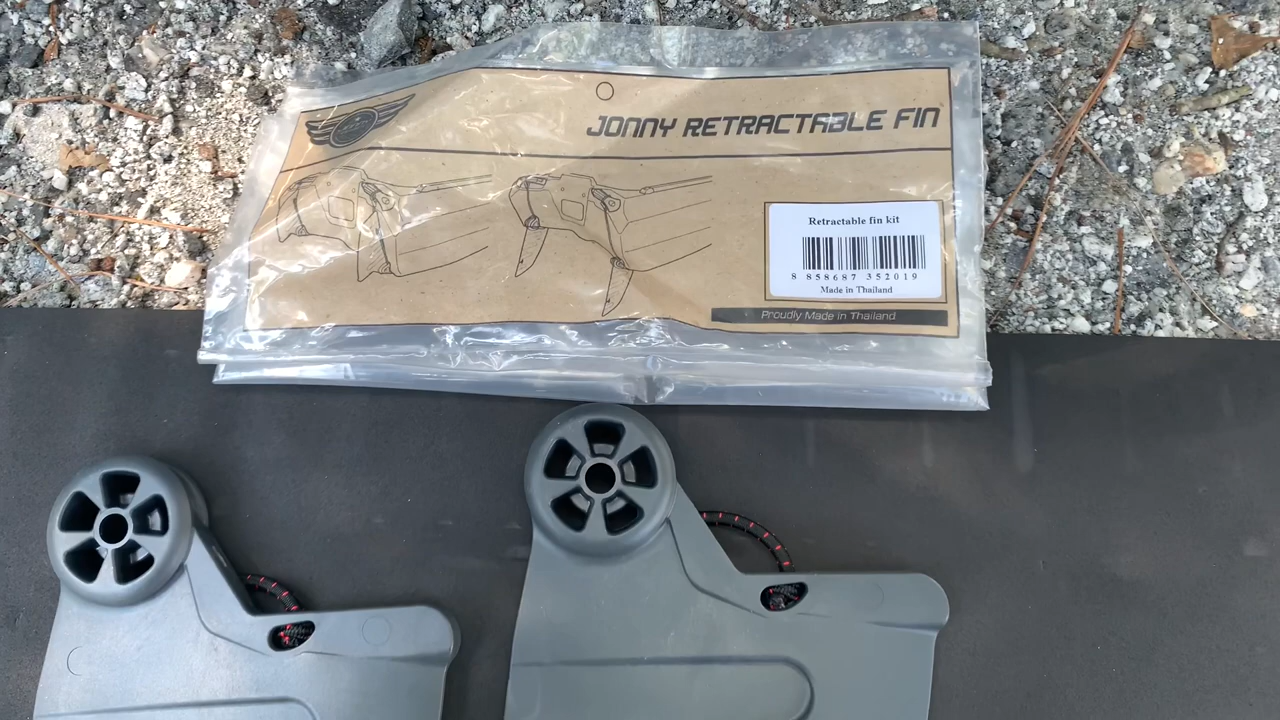 JONNY RETRACTABLE FIN
Retractable fin kit
8 858687 352019
Made in Thailand
Proudly Made in Thailand